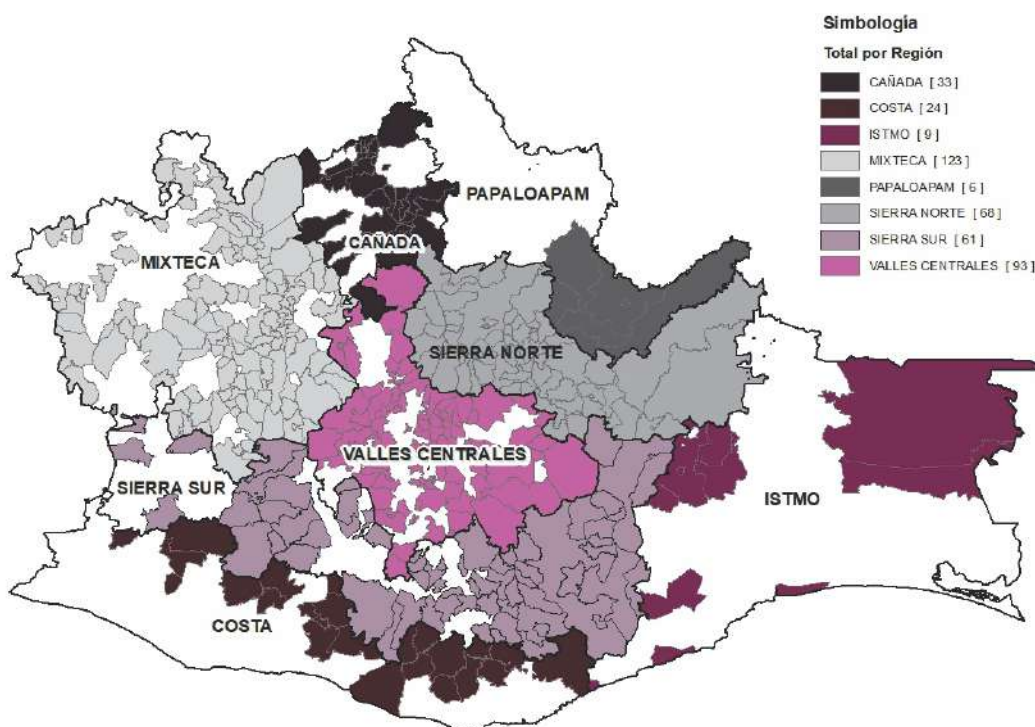 Simbología
Total por Región
CAÑADA [ 33]
COSTA [ 24]
ISTMO [ 9]
MIXTECA [ 123]
PAPALOAPAM [ 6]
SIERRA NORTE [ 68]
SIERRA SUR [ 61]
VALLES CENTRALES [ 93]
PAPALOAPAM
CAÑADA
MIXTECA
SIERRA NORTE
VALLES CENTRALES
SIERRA SUR
ISTMO
COSTA